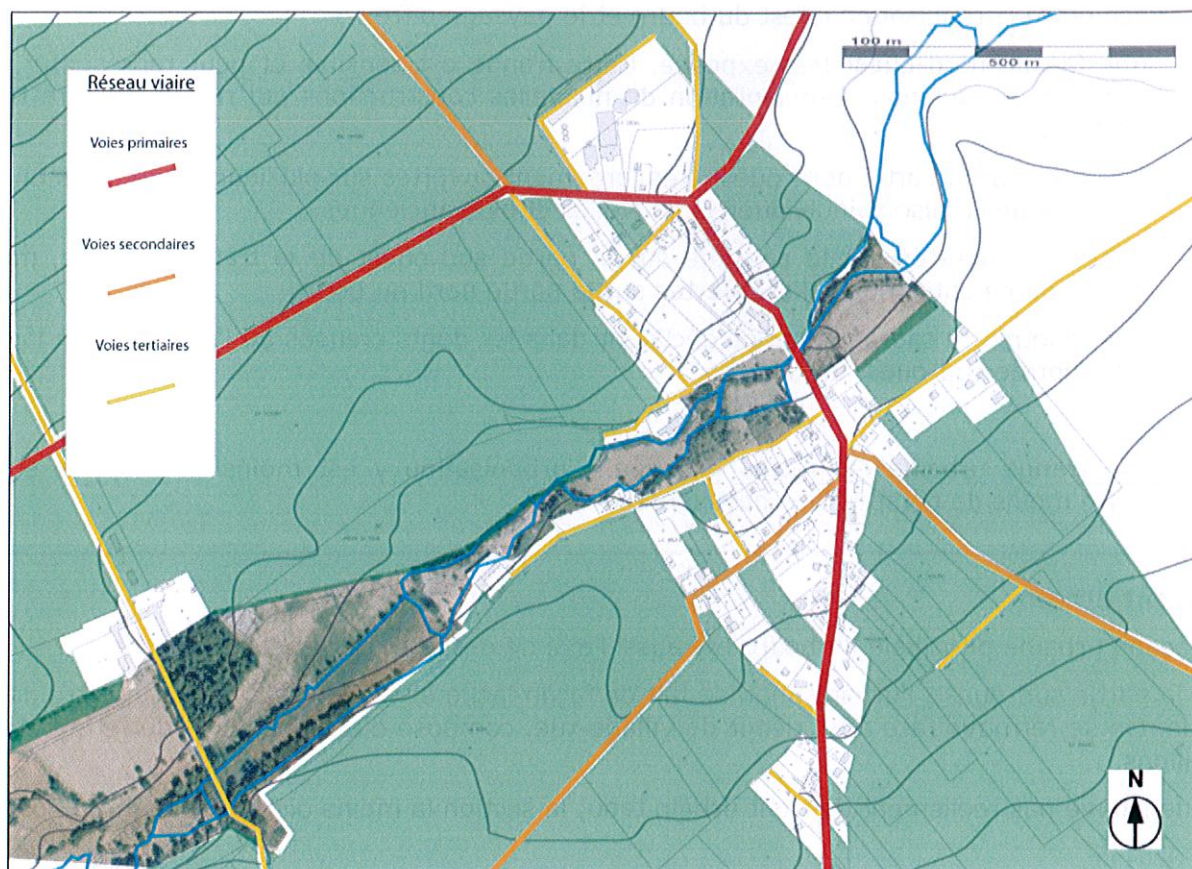 Réseau viaire
Voies primaires
Voies secondaires
Voies tertiaires
100 m
500 m
N